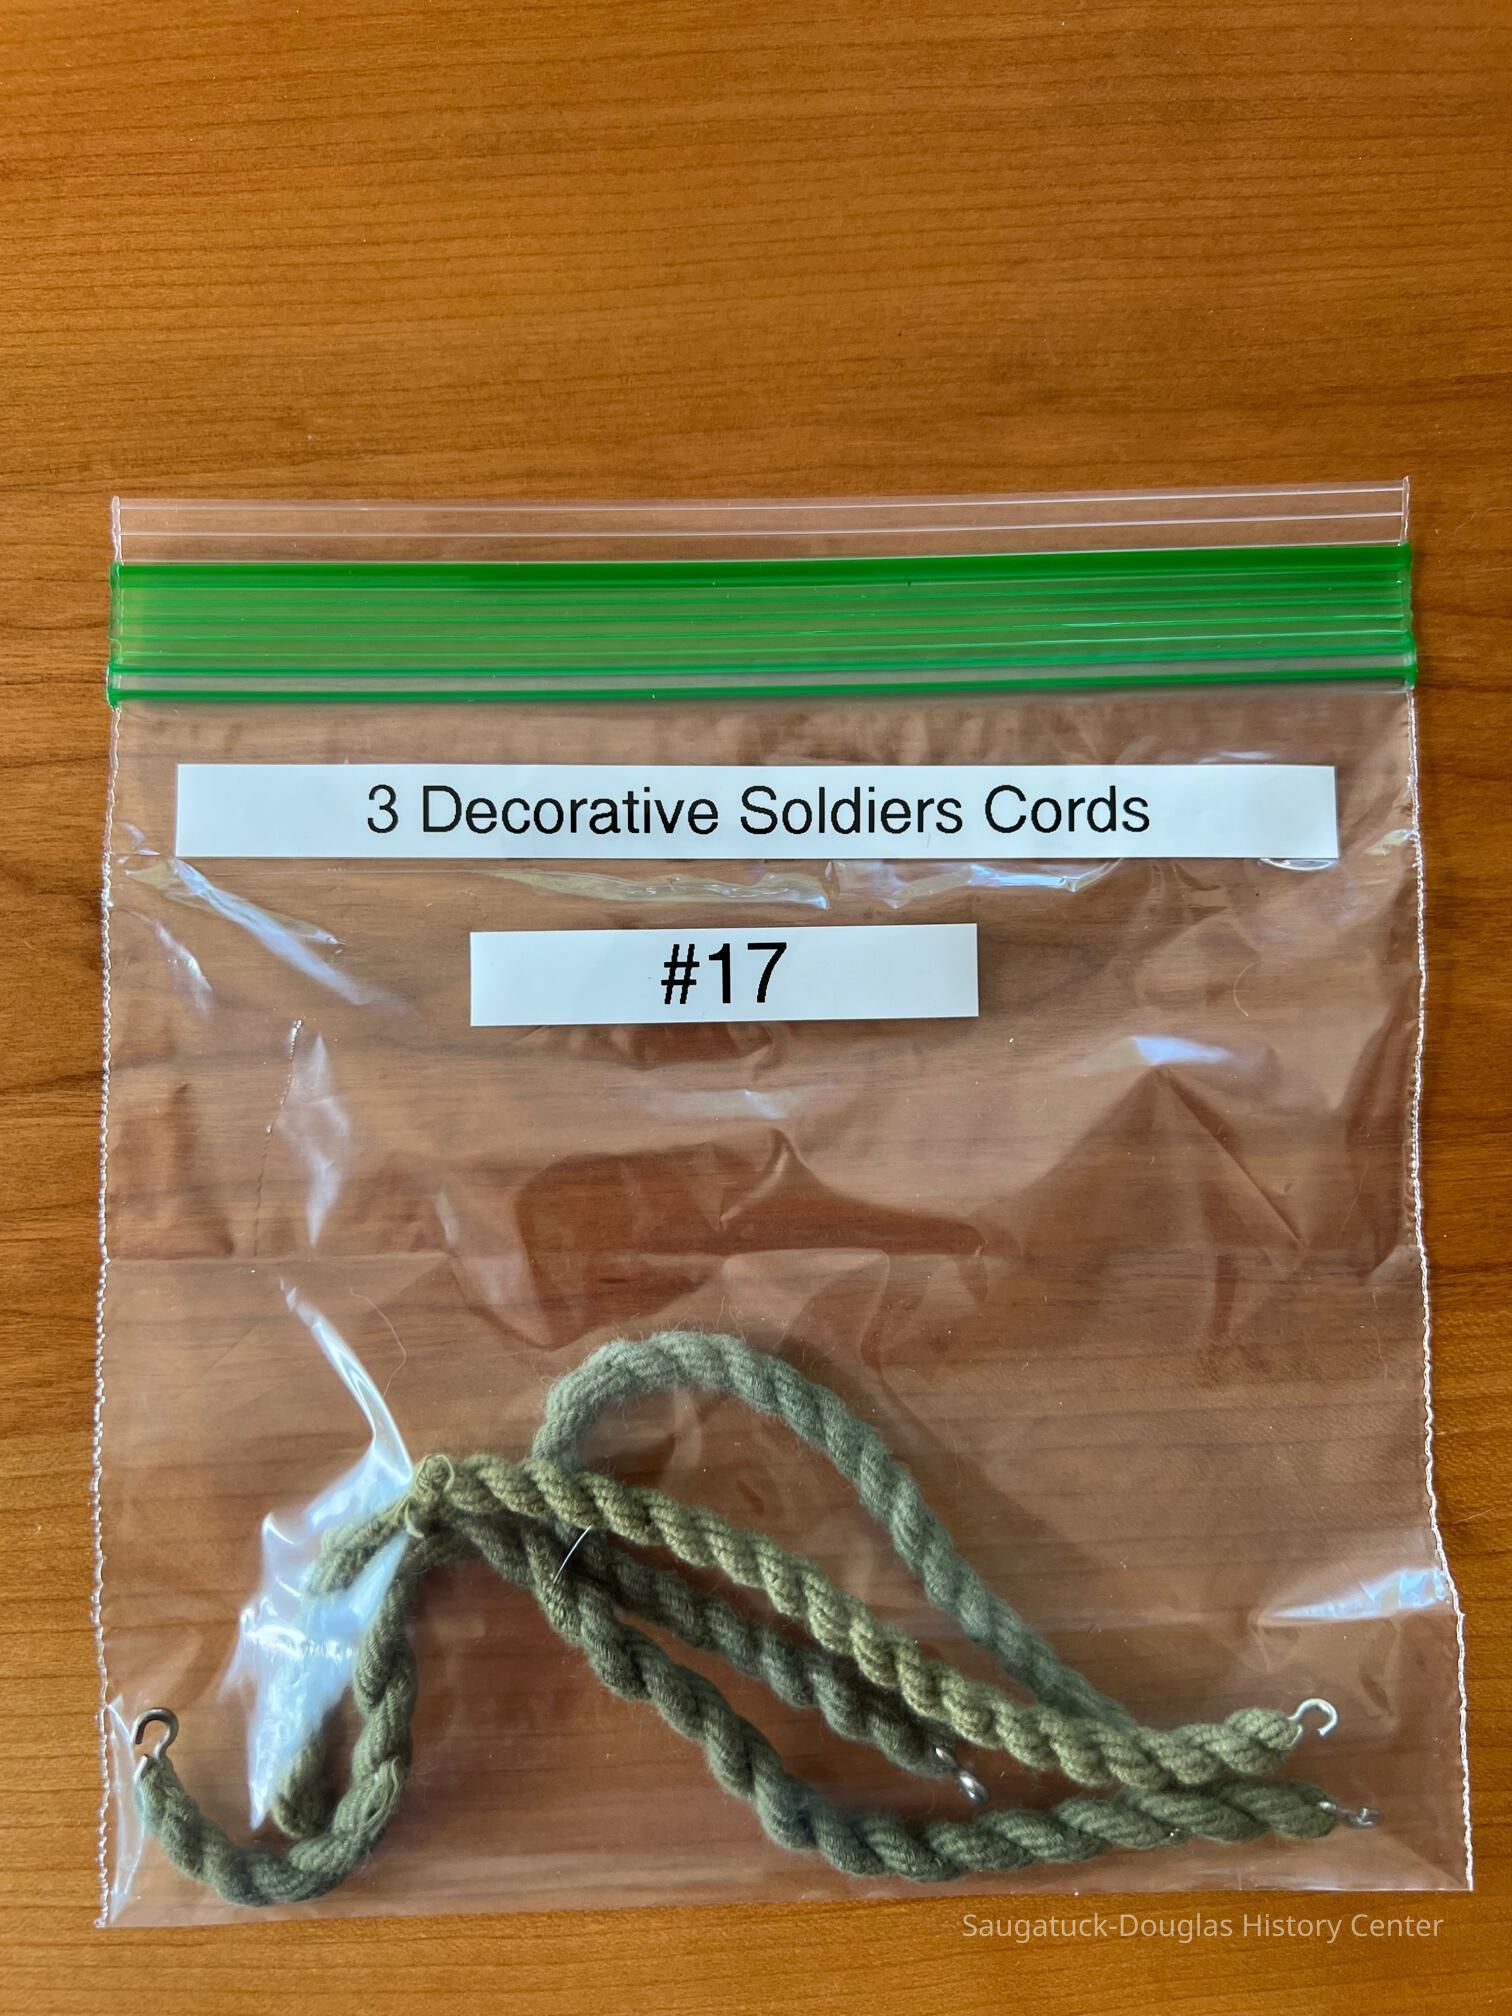 3 Decorative Soldiers Cords
#17
Saugatuck-Douglas History Center